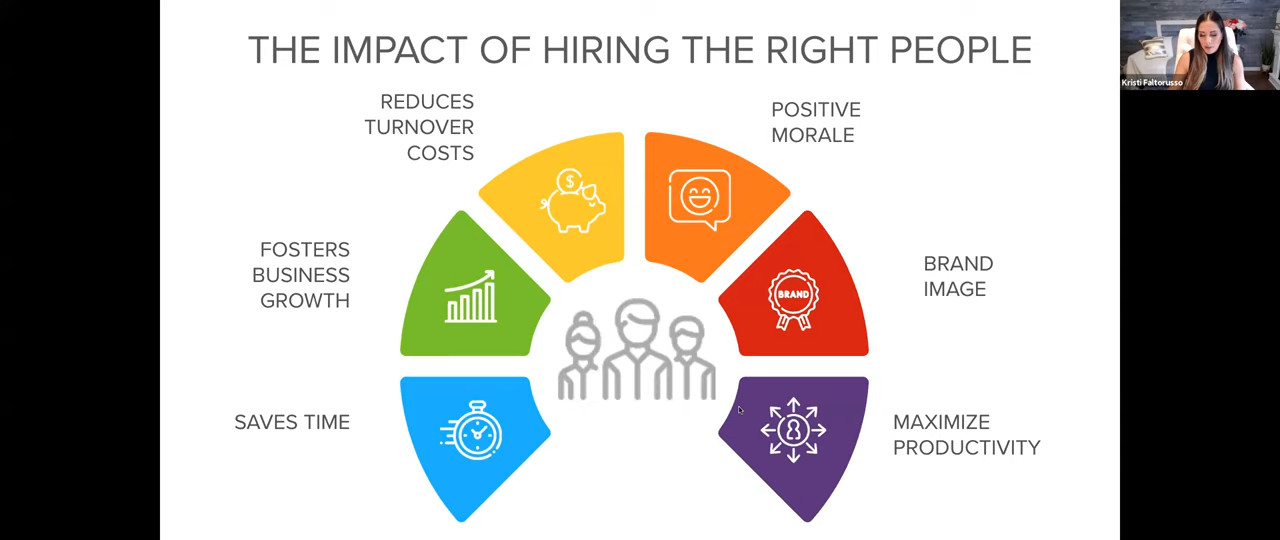 THE IMPACT OF HIRING THE RIGHT PEOPLE
Kristi Faltorusso
REDUCES
TURNOVER
COSTS
POSITIVE
MORALE
$
FOSTERS
BUSINESS
GROWTH
BRAND
BRAND
IMAGE
SAVES TIME
MAXIMIZE
PRODUCTIVITY